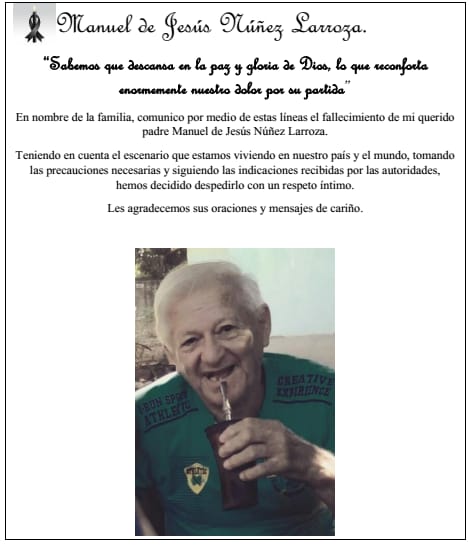 Manuel de Jesús Núñez Larroza.
“Sabemos que descansa en la paz y gloria de Dios, lo que reconforta
enormemente nuestro dolor por su partida”
En nombre de la familia, comunico por medio de estas líneas el fallecimiento de mi querido
padre Manuel de Jesús Núñez Larroza.
Teniendo en cuenta el escenario que estamos viviendo en nuestro país y el mundo, tomando
las precauciones necesarias y siguiendo las indicaciones recibidas por las autoridades,
hemos decidido despedirlo con un respeto íntimo.
Les agradecemos sus oraciones y mensajes de cariño.
CREATIVE
EXPIRIENCE
ATHLETIC